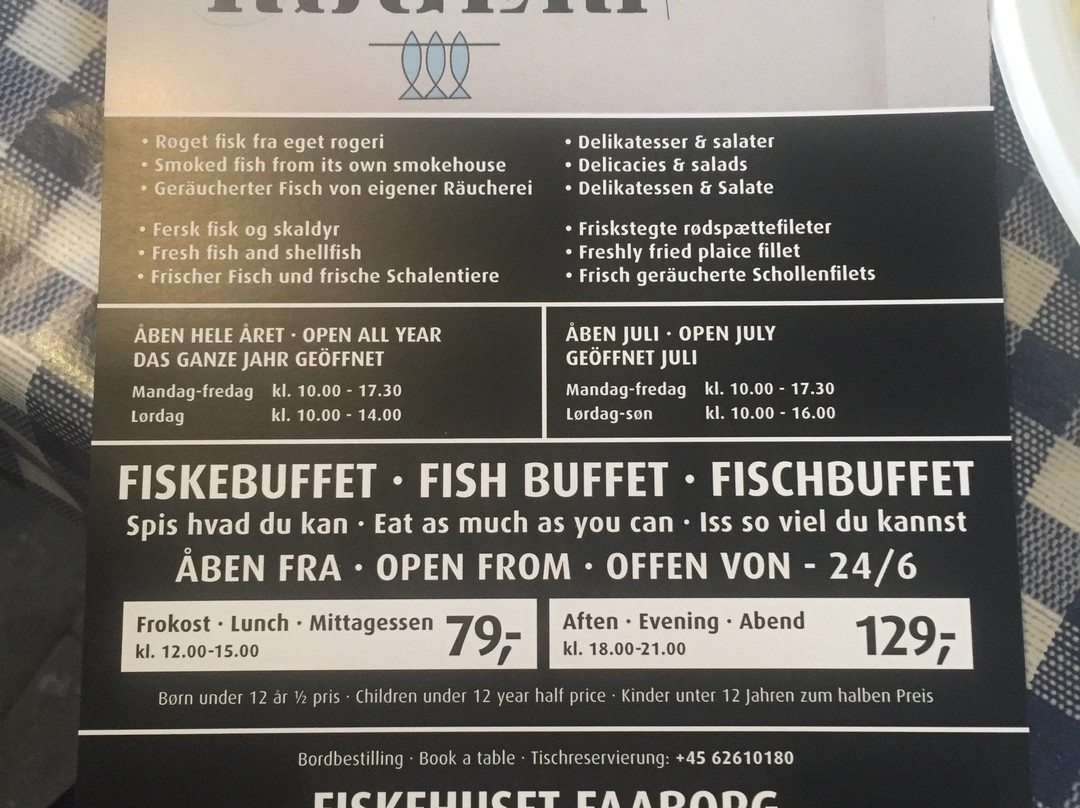 RØGERI
• Røget fisk fra eget røgeri
• Smoked fish from its own smokehouse
• Geräucherter Fisch von eigener Räucherei
• Fersk fisk og skaldyr
• Fresh fish and shellfish
• Frischer Fisch und frische Schalentiere
• Delikatesser & salater
• Delicacies & salads
• Delikatessen & Salate
• Friskstegte rødspættefileter
• Freshly fried plaice fillet
• Frisch geräucherte Schollenfilets
ÅBEN HELE ÅRET · OPEN ALL YEAR
DAS GANZE JAHR GEÖFFNET
Mandag-fredag kl. 10.00 - 17.30
Lørdag kl. 10.00 - 14.00
ÅBEN JULI · OPEN JULY
GEÖFFNET JULI
Mandag-fredag kl. 10.00 - 17.30
Lørdag-søn kl. 10.00 - 16.00
FISKEBUFFET · FISH BUFFET · FISCHBUFFET
Spis hvad du kan · Eat as much as you can · Iss so viel du kannst
ÅBEN FRA · OPEN FROM · OFFEN VON - 24/6
Frokost · Lunch · Mittagessen 79,-
kl. 12.00-15.00
Aften · Evening · Abend 129,-
kl. 18.00-21.00
Børn under 12 år ½ pris · Children under 12 year half price · Kinder unter 12 Jahren zum halben Preis
Bordbestilling · Book a table · Tischreservierung: +45 62610180
FISKEHUSET FAABORG